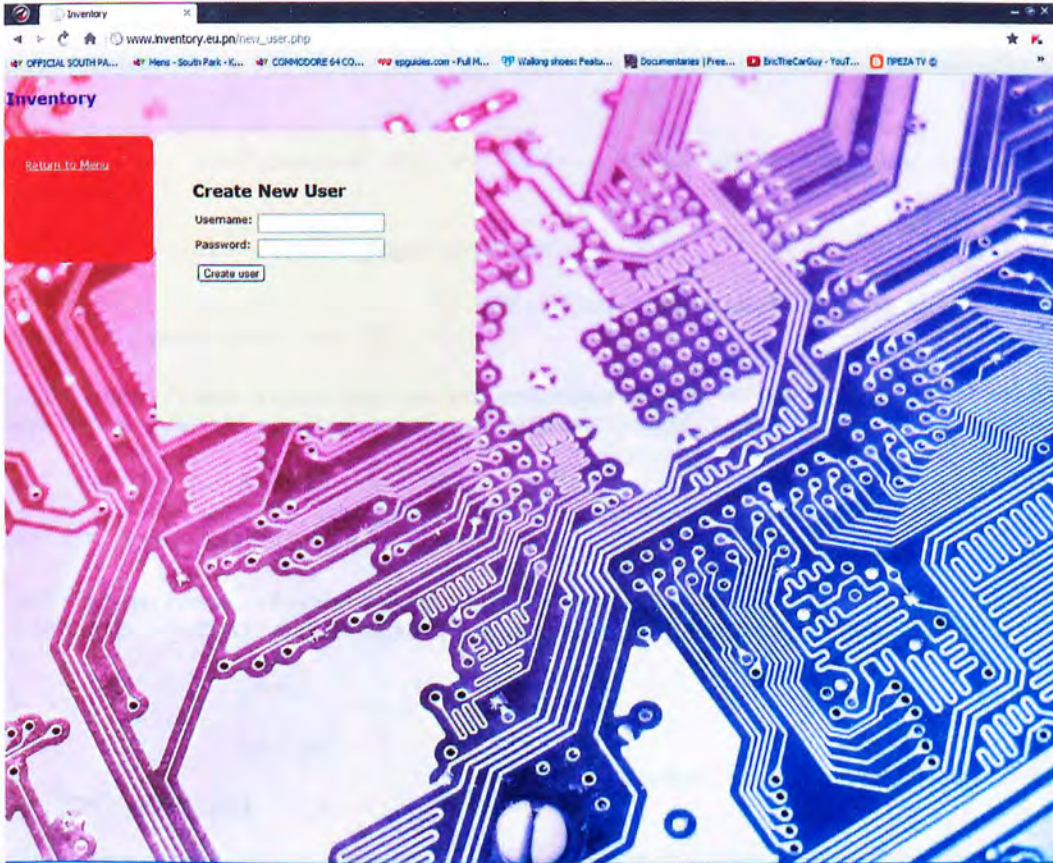 Inventory
www.inventory.eu.pn/new_user.php
OFFICIAL SOUTH PA... Mens - South Park - K... COMMODORE 64 CO... epguides.com - Full M... Walking shoes: Featu... Documentaries | Free... EricTheCarGuy - YouT... ΠΡΕΖΑ TV @
Inventory
Return to Menu
Create New User
Username:
Password:
Create user